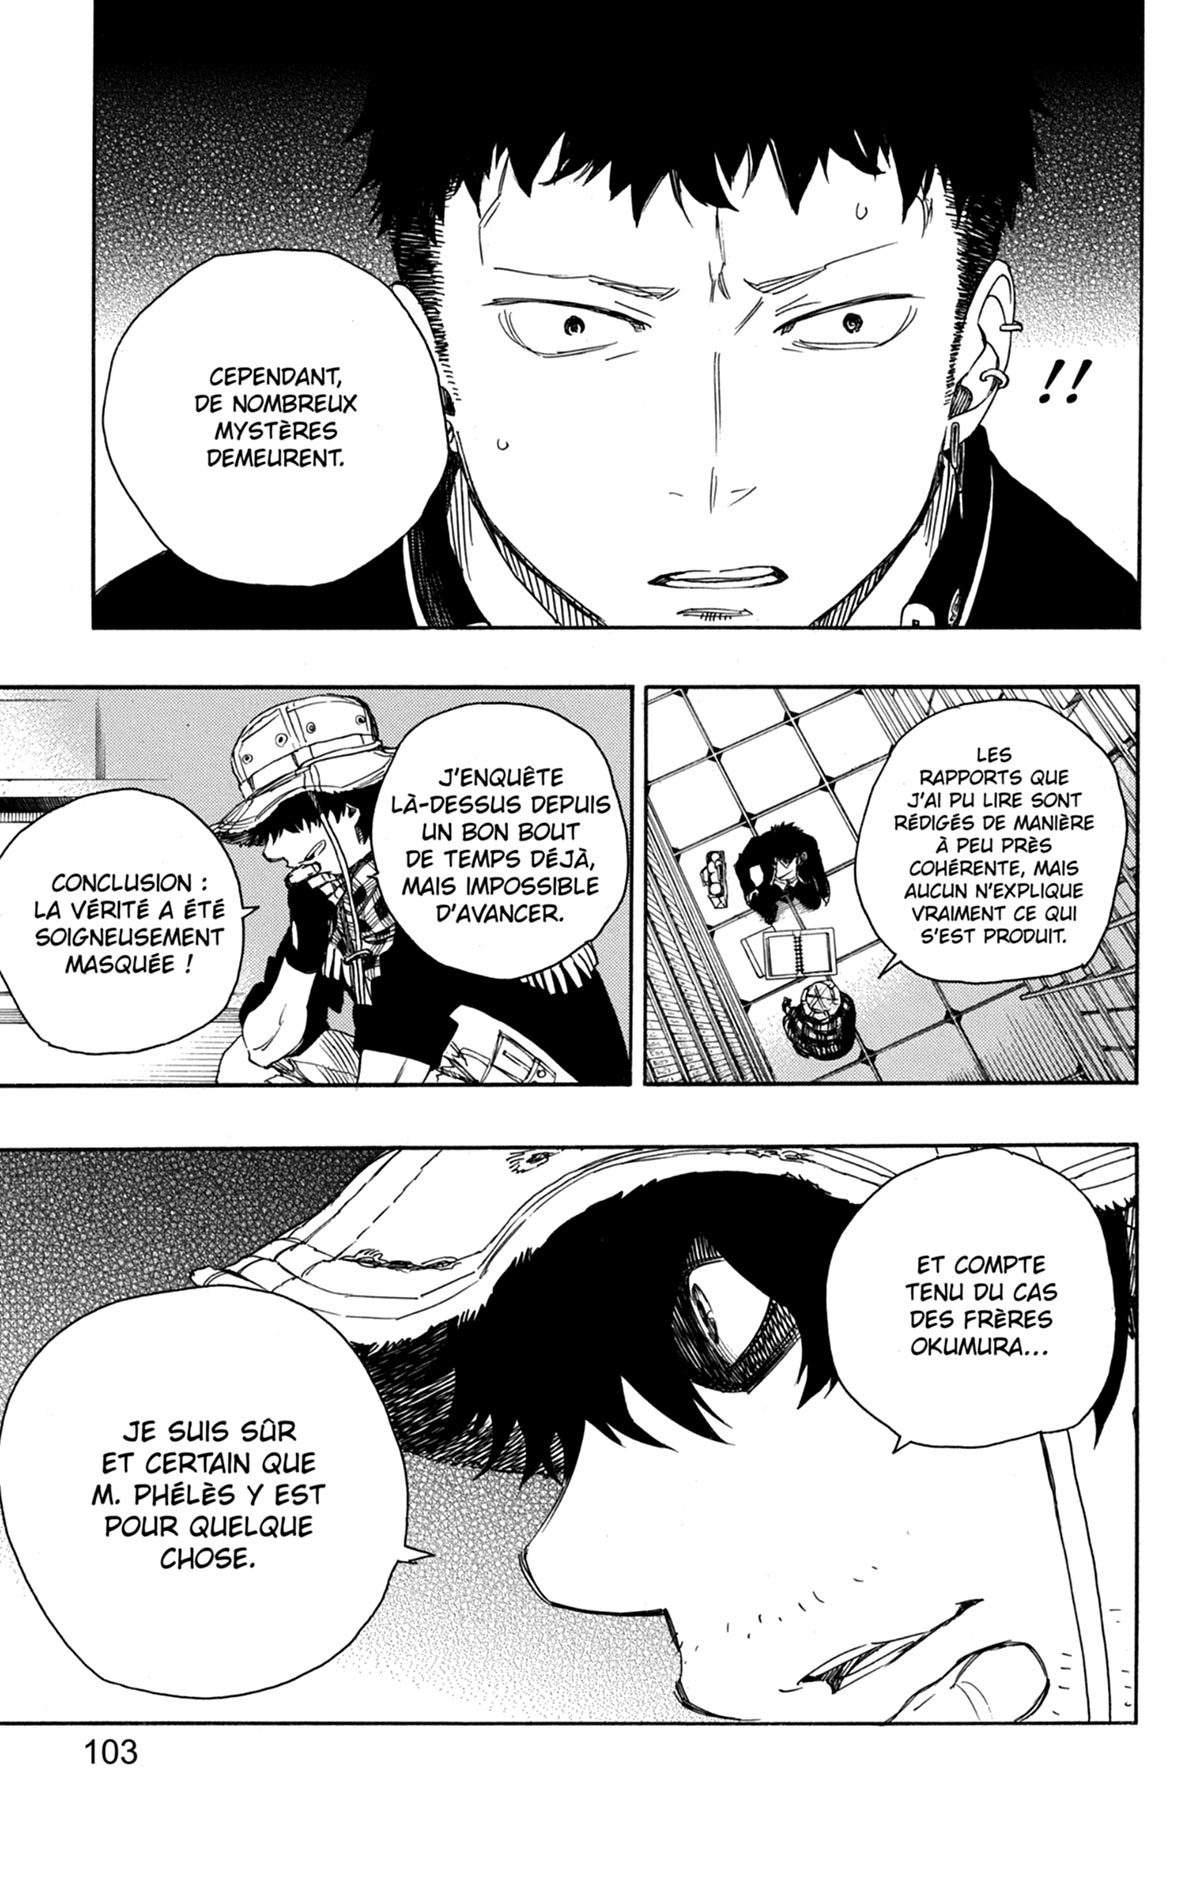 CEPENDANT,
DE NOMBREUX
MYSTÈRES
DEMEURENT.
!!
LES
RAPPORTS QUE
J'AI PU LIRE SONT
RÉDIGÉS DE MANIÈRE
À PEU PRÈS
COHÉRENTE, MAIS
AUCUN N'EXPLIQUE
VRAIMENT CE QUI
S'EST PRODUIT.
J'ENQUÊTE
LÀ-DESSUS DEPUIS
UN BON BOUT
DE TEMPS DÉJÀ,
MAIS IMPOSSIBLE
D'AVANCER.
CONCLUSION :
LA VÉRITÉ A ÉTÉ
SOIGNEUSEMENT
MASQUÉE !
ET COMPTE
TENU DU CAS
DES FRÈRES
OKUMURA...
JE SUIS SÛR
ET CERTAIN QUE
M. PHÉLÈS Y EST
POUR QUELQUE
CHOSE.
103